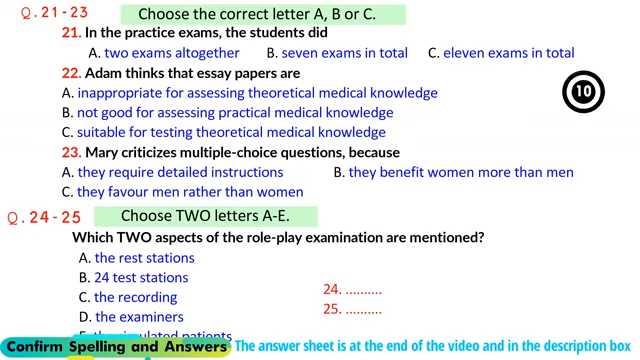 Q.21-23 Choose the correct letter A, B or C.
21. In the practice exams, the students did
A. two exams altogether B. seven exams in total C. eleven exams in total
22. Adam thinks that essay papers are
A. inappropriate for assessing theoretical medical knowledge
10
B. not good for assessing practical medical knowledge
C. suitable for testing theoretical medical knowledge
23. Mary criticizes multiple-choice questions, because
A. they require detailed instructions B. they benefit women more than men
C. they favour men rather than women
Q.24-25 Choose TWO letters A-E.
Which TWO aspects of the role-play examination are mentioned?
A. the rest stations
B. 24 test stations
C. the recording
D. the examiners
24. ..........
25. ..........
patients
Confirm Spelling and Answers The answer sheet is at the end of the video and in the description box